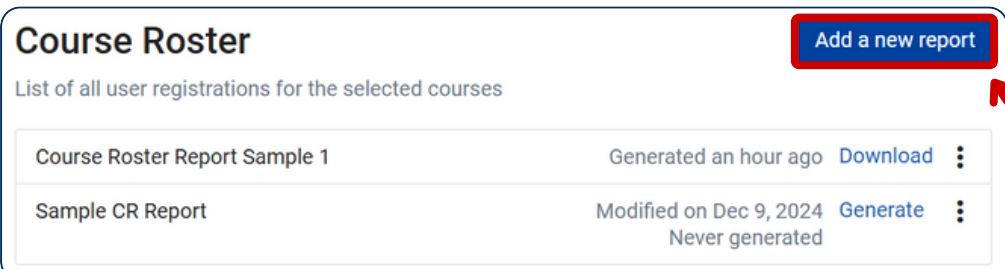 Course Roster
Add a new report
List of all user registrations for the selected courses
Course Roster Report Sample 1
Generated an hour ago
Download
Sample CR Report
Modified on Dec 9, 2024
Generate
Never generated